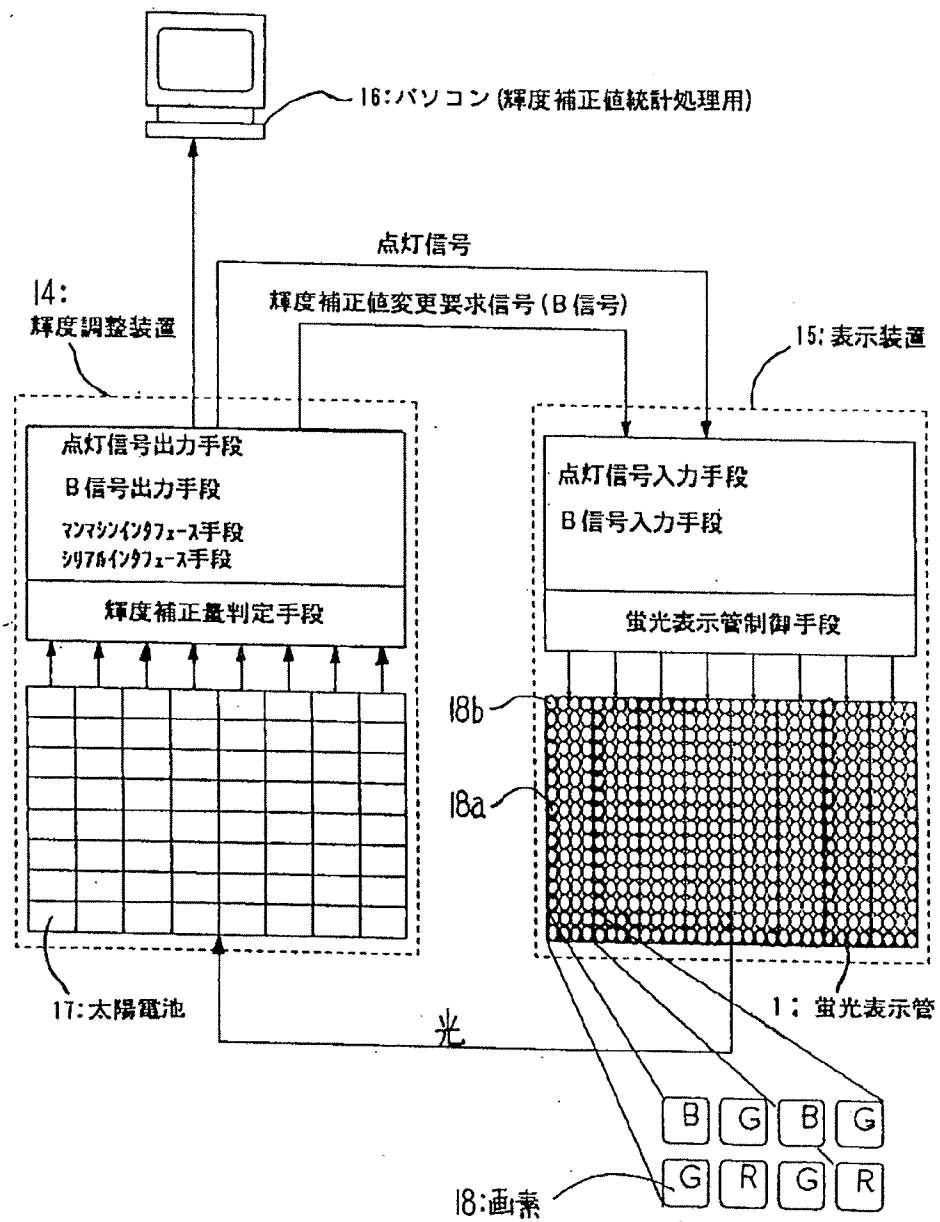 16:パソコン(輝度補正値統計処理用)
点灯信号
輝度補正値変更要求信号(B信号)
14:
輝度調整装置
15:表示装置
点灯信号出力手段
B信号出力手段
マンマシンインタフェース手段
シリアルインタフェース手段
輝度補正量判定手段
点灯信号入力手段
B信号入力手段
蛍光表示管制御手段
18b
18a
17:太陽電池
1:蛍光表示管
光
B G B G
G R G R
18:画素